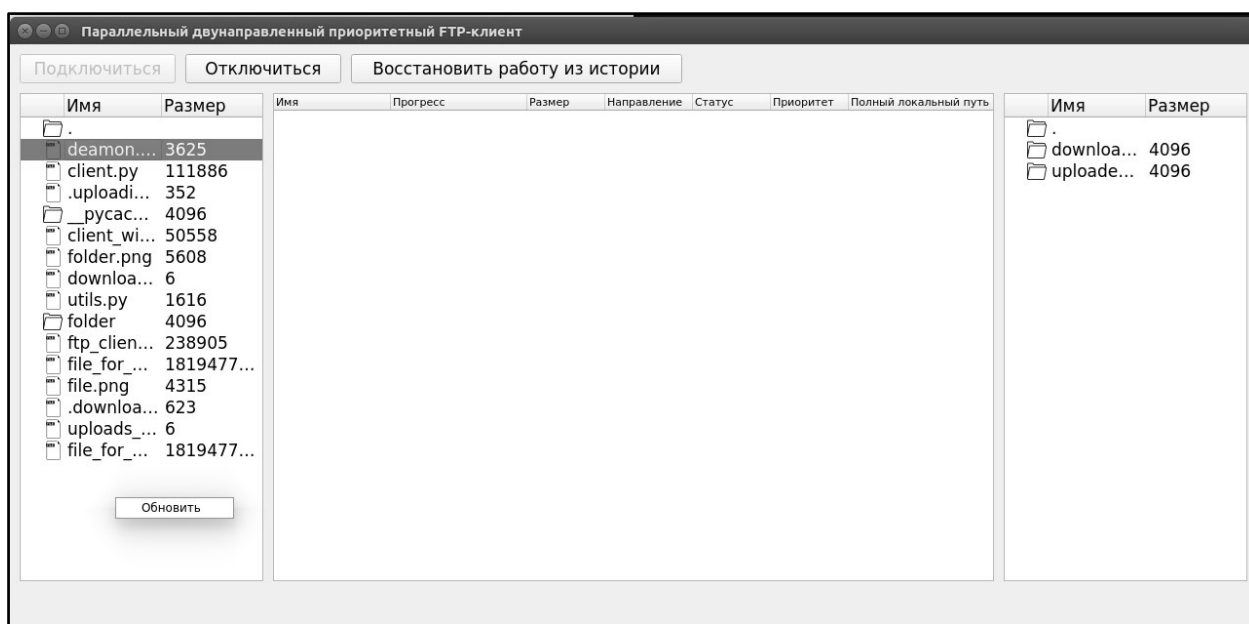 Параллельный двунаправленный приоритетный FTP-клиент
Подключиться Отключиться Восстановить работу из истории
Имя Размер
.
deamon.... 3625
client.py 111886
.uploadi... 352
__pycac... 4096
client_wi... 50558
folder.png 5608
downloa... 6
utils.py 1616
folder 4096
ftp_clien... 238905
file_for_... 1819477...
file.png 4315
.downloa... 623
uploads_... 6
file_for_... 1819477...
Обновить
Имя Прогресс Размер Направление Статус Приоритет Полный локальный путь
Имя Размер
.
downloa... 4096
uploade... 4096